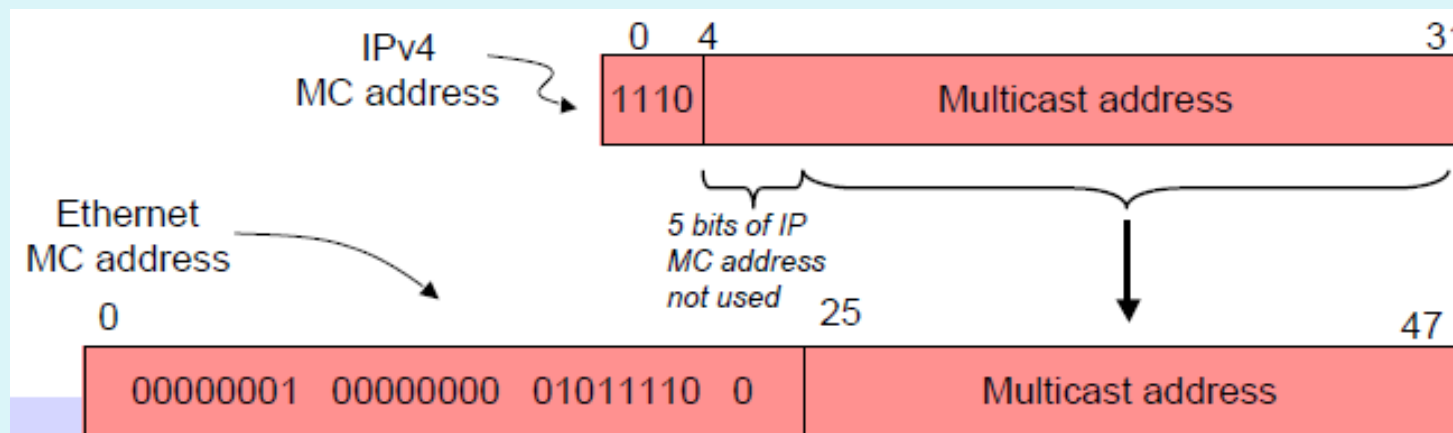 0 4 31
IPv4
MC address
1110 Multicast address
Ethernet
MC address
5 bits of IP
MC address
not used
0 25 47
00000001 00000000 01011110 0 Multicast address